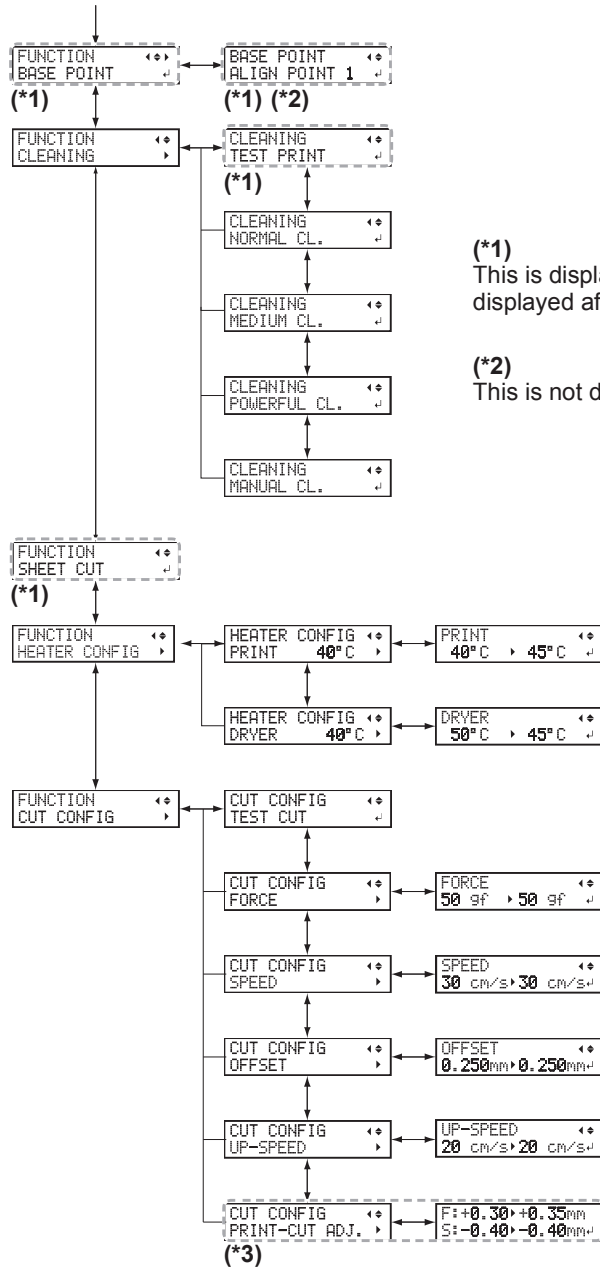 FUNCTION
BASE POINT
(*1)
BASE POINT
ALIGN POINT 1
(*1) (*2)
FUNCTION
CLEANING
CLEANING
TEST PRINT
(*1)
CLEANING
NORMAL CL.
CLEANING
MEDIUM CL.
CLEANING
POWERFUL CL.
CLEANING
MANUAL CL.
(*1)
This is displa
displayed af
(*2)
This is not d
FUNCTION
SHEET CUT
(*1)
FUNCTION
HEATER CONFIG
HEATER CONFIG
PRINT 40°C
PRINT
40°C 45°C
HEATER CONFIG
DRYER 40°C
DRYER
50°C 45°C
FUNCTION
CUT CONFIG
CUT CONFIG
TEST CUT
CUT CONFIG
FORCE
FORCE
50 gf 50 gf
CUT CONFIG
SPEED
SPEED
30 cm/s 30 cm/s
CUT CONFIG
OFFSET
OFFSET
0.250mm 0.250mm
CUT CONFIG
UP-SPEED
UP-SPEED
20 cm/s 20 cm/s
CUT CONFIG
PRINT-CUT ADJ.
(*3)
F:+0.30 +0.35mm
S:-0.40 -0.40mm